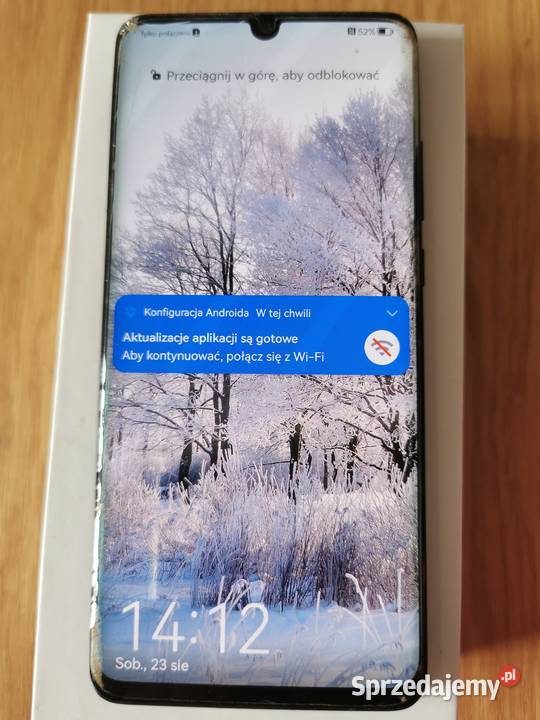 Tylko połączenia 52%
Przeciągnij w górę, aby odblokować
Konfiguracja Androida W tej chwili
Aktualizacje aplikacji są gotowe
Aby kontynuować, połącz się z Wi-Fi
14:12
Sob., 23 sie
Sprzedajemy.pl